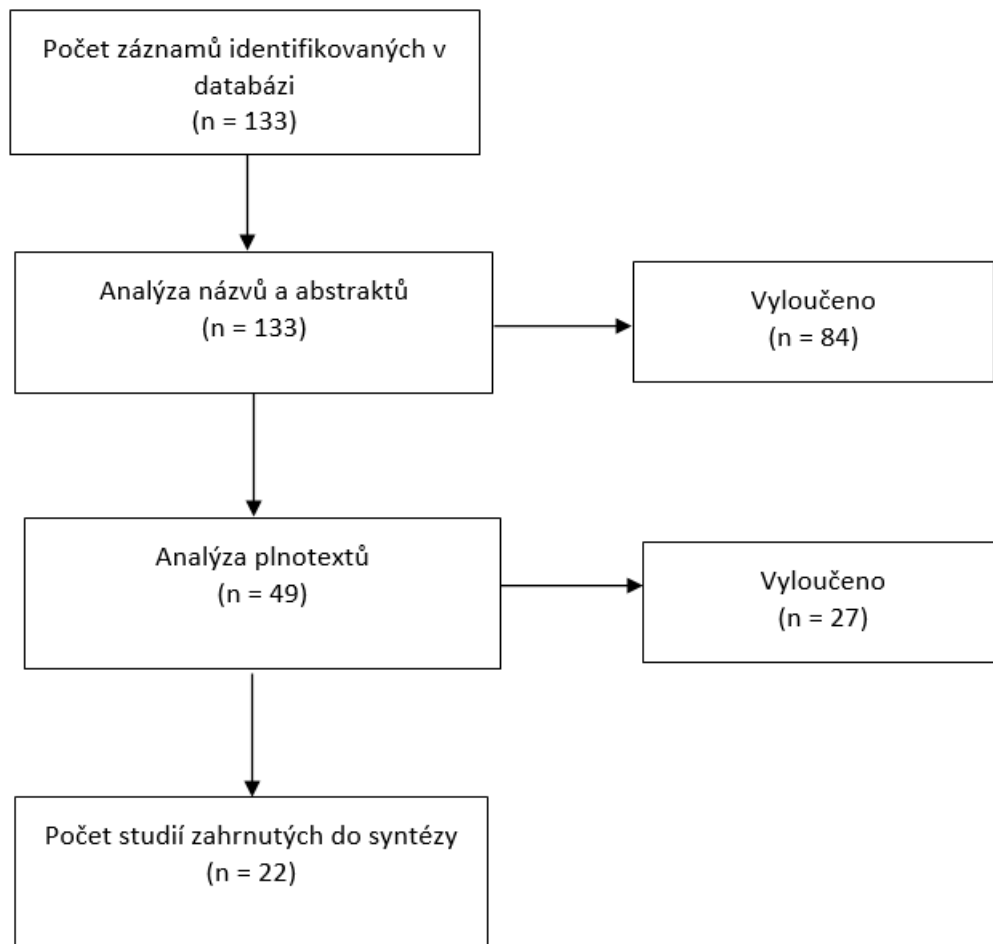 Počet záznamů identifikovaných v
databázi
(n = 133)
Analýza názvů a abstraktů
(n = 133)
Vyloučeno
(n = 84)
Analýza plnotextů
(n = 49)
Vyloučeno
(n = 27)
Počet studií zahrnutých do syntézy
(n = 22)